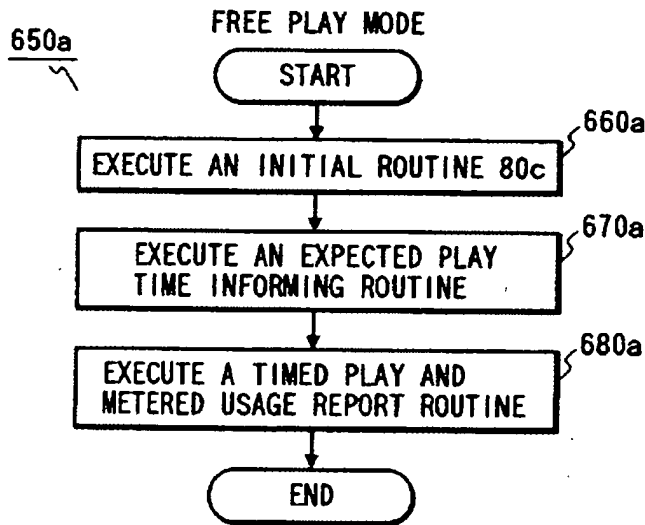 FREE PLAY MODE
650a
START
660a
EXECUTE AN INITIAL ROUTINE 80c
670a
EXECUTE AN EXPECTED PLAY
TIME INFORMING ROUTINE
680a
EXECUTE A TIMED PLAY AND
METERED USAGE REPORT ROUTINE
END